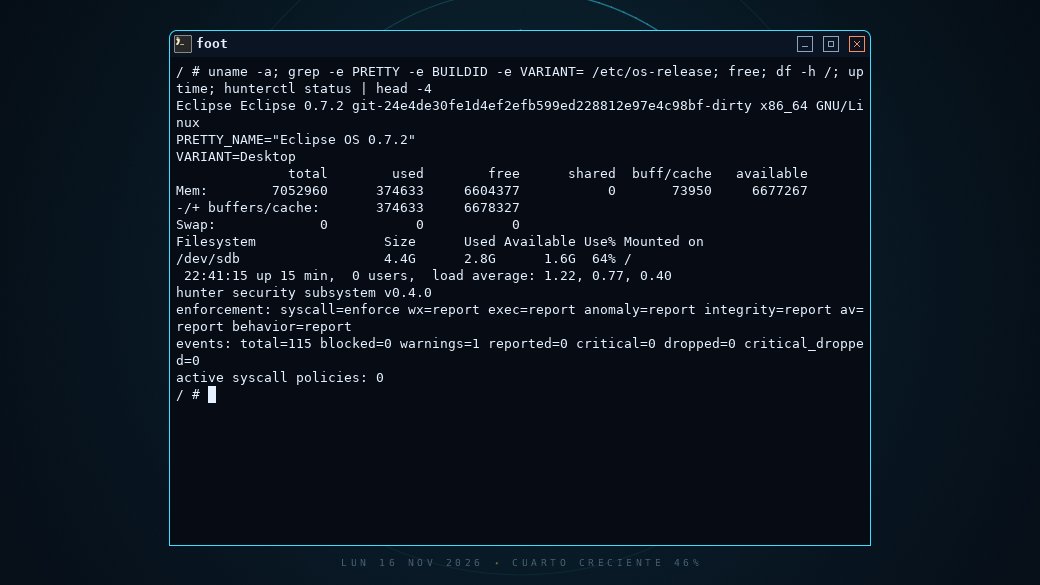 foot
/ # uname -a; grep -e PRETTY -e BUILDID -e VARIANT= /etc/os-release; free; df -h /; up
time; hunterctl status | head -4
Eclipse Eclipse 0.7.2 git-24e4de30fe1d4ef2efb599ed228812e97e4c98bf-dirty x86_64 GNU/Li
nux
PRETTY_NAME="Eclipse OS 0.7.2"
VARIANT=Desktop
              total        used        free      shared  buff/cache   available
Mem:        7052960      374633     6604377           0       73950     6677267
-/+ buffers/cache:       374633     6678327
Swap:             0           0           0
Filesystem                Size      Used Available Use% Mounted on
/dev/sdb                  4.4G      2.8G      1.6G  64% /
 22:41:15 up 15 min,  0 users,  load average: 1.22, 0.77, 0.40
hunter security subsystem v0.4.0
enforcement: syscall=enforce wx=report exec=report anomaly=report integrity=report av=
report behavior=report
events: total=115 blocked=0 warnings=1 reported=0 critical=0 dropped=0 critical_droppe
d=0
active syscall policies: 0
/ #
LUN 16 NOV 2026 • CUARTO CRECIENTE 46%